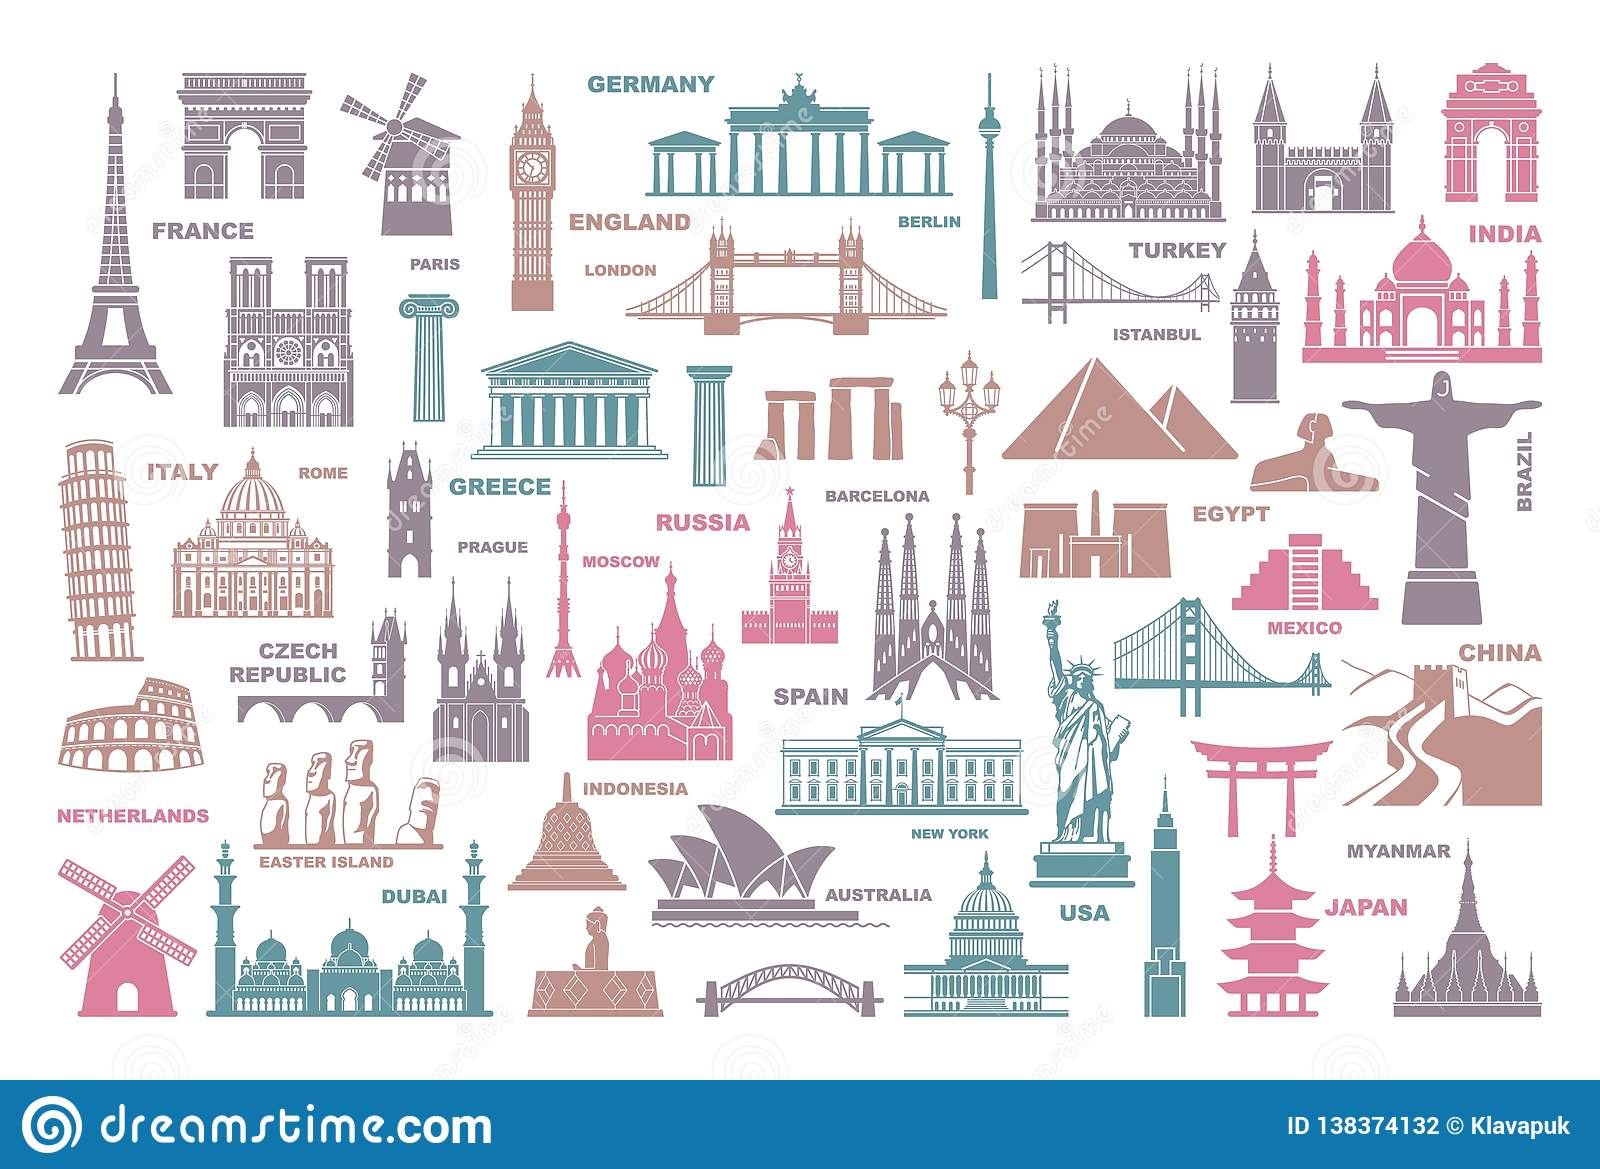 GERMANY
FRANCE
ENGLAND
BERLIN
INDIA
PARIS
LONDON
TURKEY
ISTANBUL
ITALY
ROME
GREECE
BARCELONA
BRAZIL
RUSSIA
EGYPT
PRAGUE
MOSCOW
MEXICO
CZECH
REPUBLIC
CHINA
SPAIN
INDONESIA
NETHERLANDS
NEW YORK
EASTER ISLAND
MYANMAR
DUBAI
AUSTRALIA
USA
JAPAN
dreamstime.com
ID 138374132 © Klavapuk